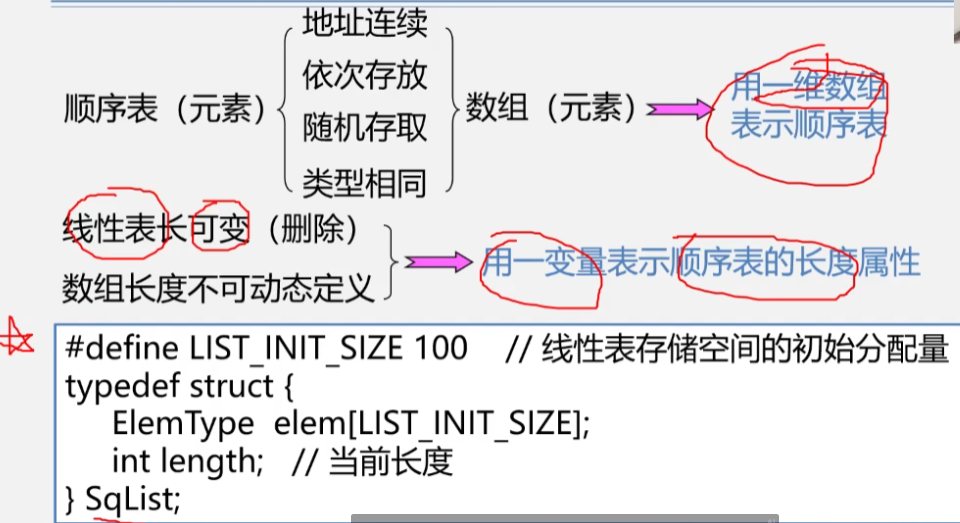 地址连续
依次存放
顺序表（元素） 数组（元素） 用一维数组
随机存取 表示顺序表
类型相同
线性表长可变（删除）
用一变量表示顺序表的长度属性
数组长度不可动态定义
#define LIST_INIT_SIZE 100 // 线性表存储空间的初始分配量
typedef struct {
ElemType elem[LIST_INIT_SIZE];
int length; // 当前长度
} SqList;